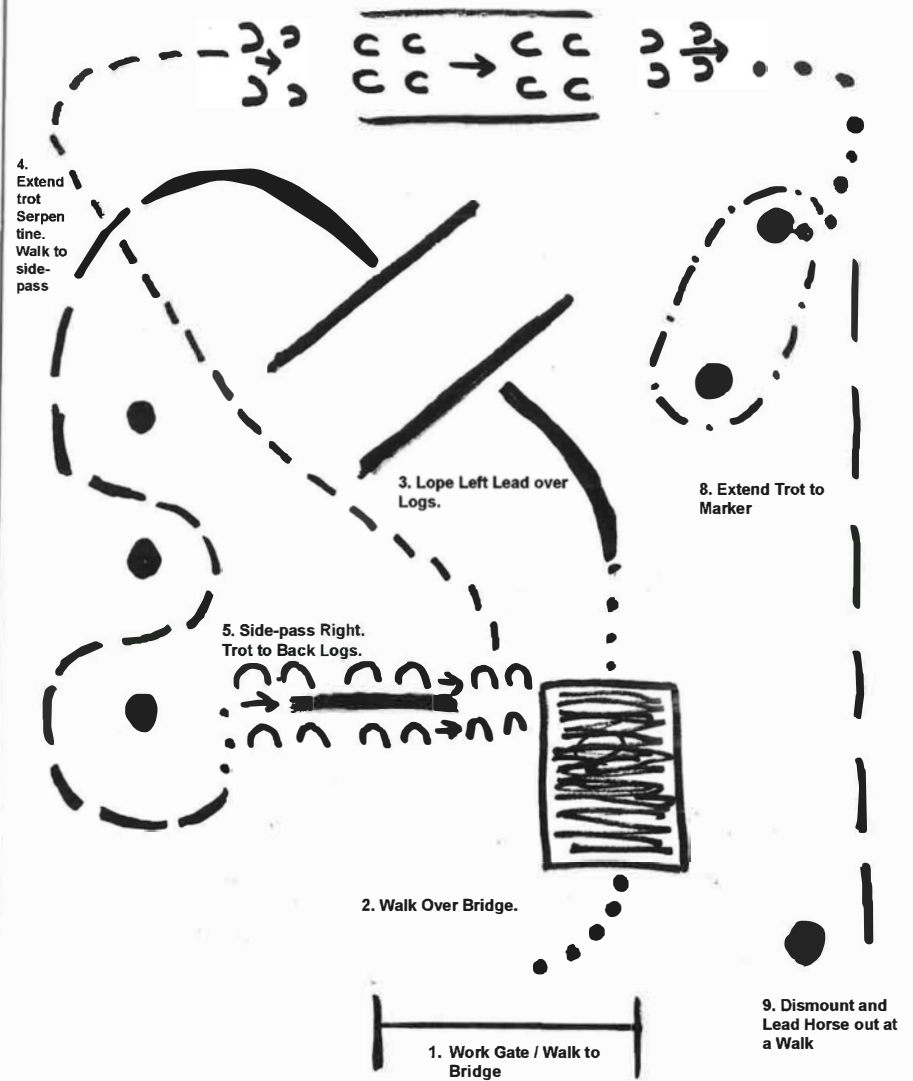 4.
Extend
trot
Serpen
tine.
Walk to
side-
pass
3. Lope Left Lead over
Logs.
8. Extend Trot to
Marker
5. Side-pass Right.
Trot to Back Logs.
2. Walk Over Bridge.
9. Dismount and
Lead Horse out at
a Walk
1. Work Gate / Walk to
Bridge